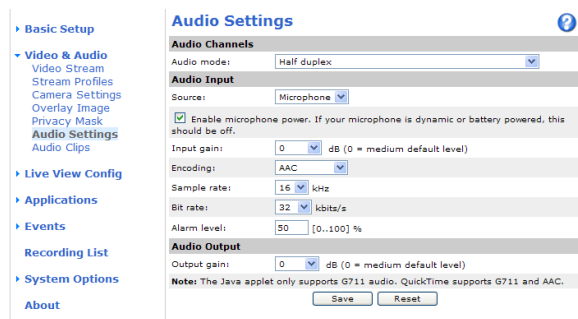 Basic Setup
Video & Audio
Video Stream
Stream Profiles
Camera Settings
Overlay Image
Privacy Mask
Audio Settings
Audio Clips
Live View Config
Applications
Events
Recording List
System Options
About
Audio Settings
?
Audio Channels
Audio mode: Half duplex
Audio Input
Source: Microphone
Enable microphone power. If your microphone is dynamic or battery powered, this
should be off.
Input gain: 0 dB (0 = medium default level)
Encoding: AAC
Sample rate: 16 kHz
Bit rate: 32 kbits/s
Alarm level: 50 [0..100] %
Audio Output
Output gain: 0 dB (0 = medium default level)
Note: The Java applet only supports G711 audio. QuickTime supports G711 and AAC.
Save Reset